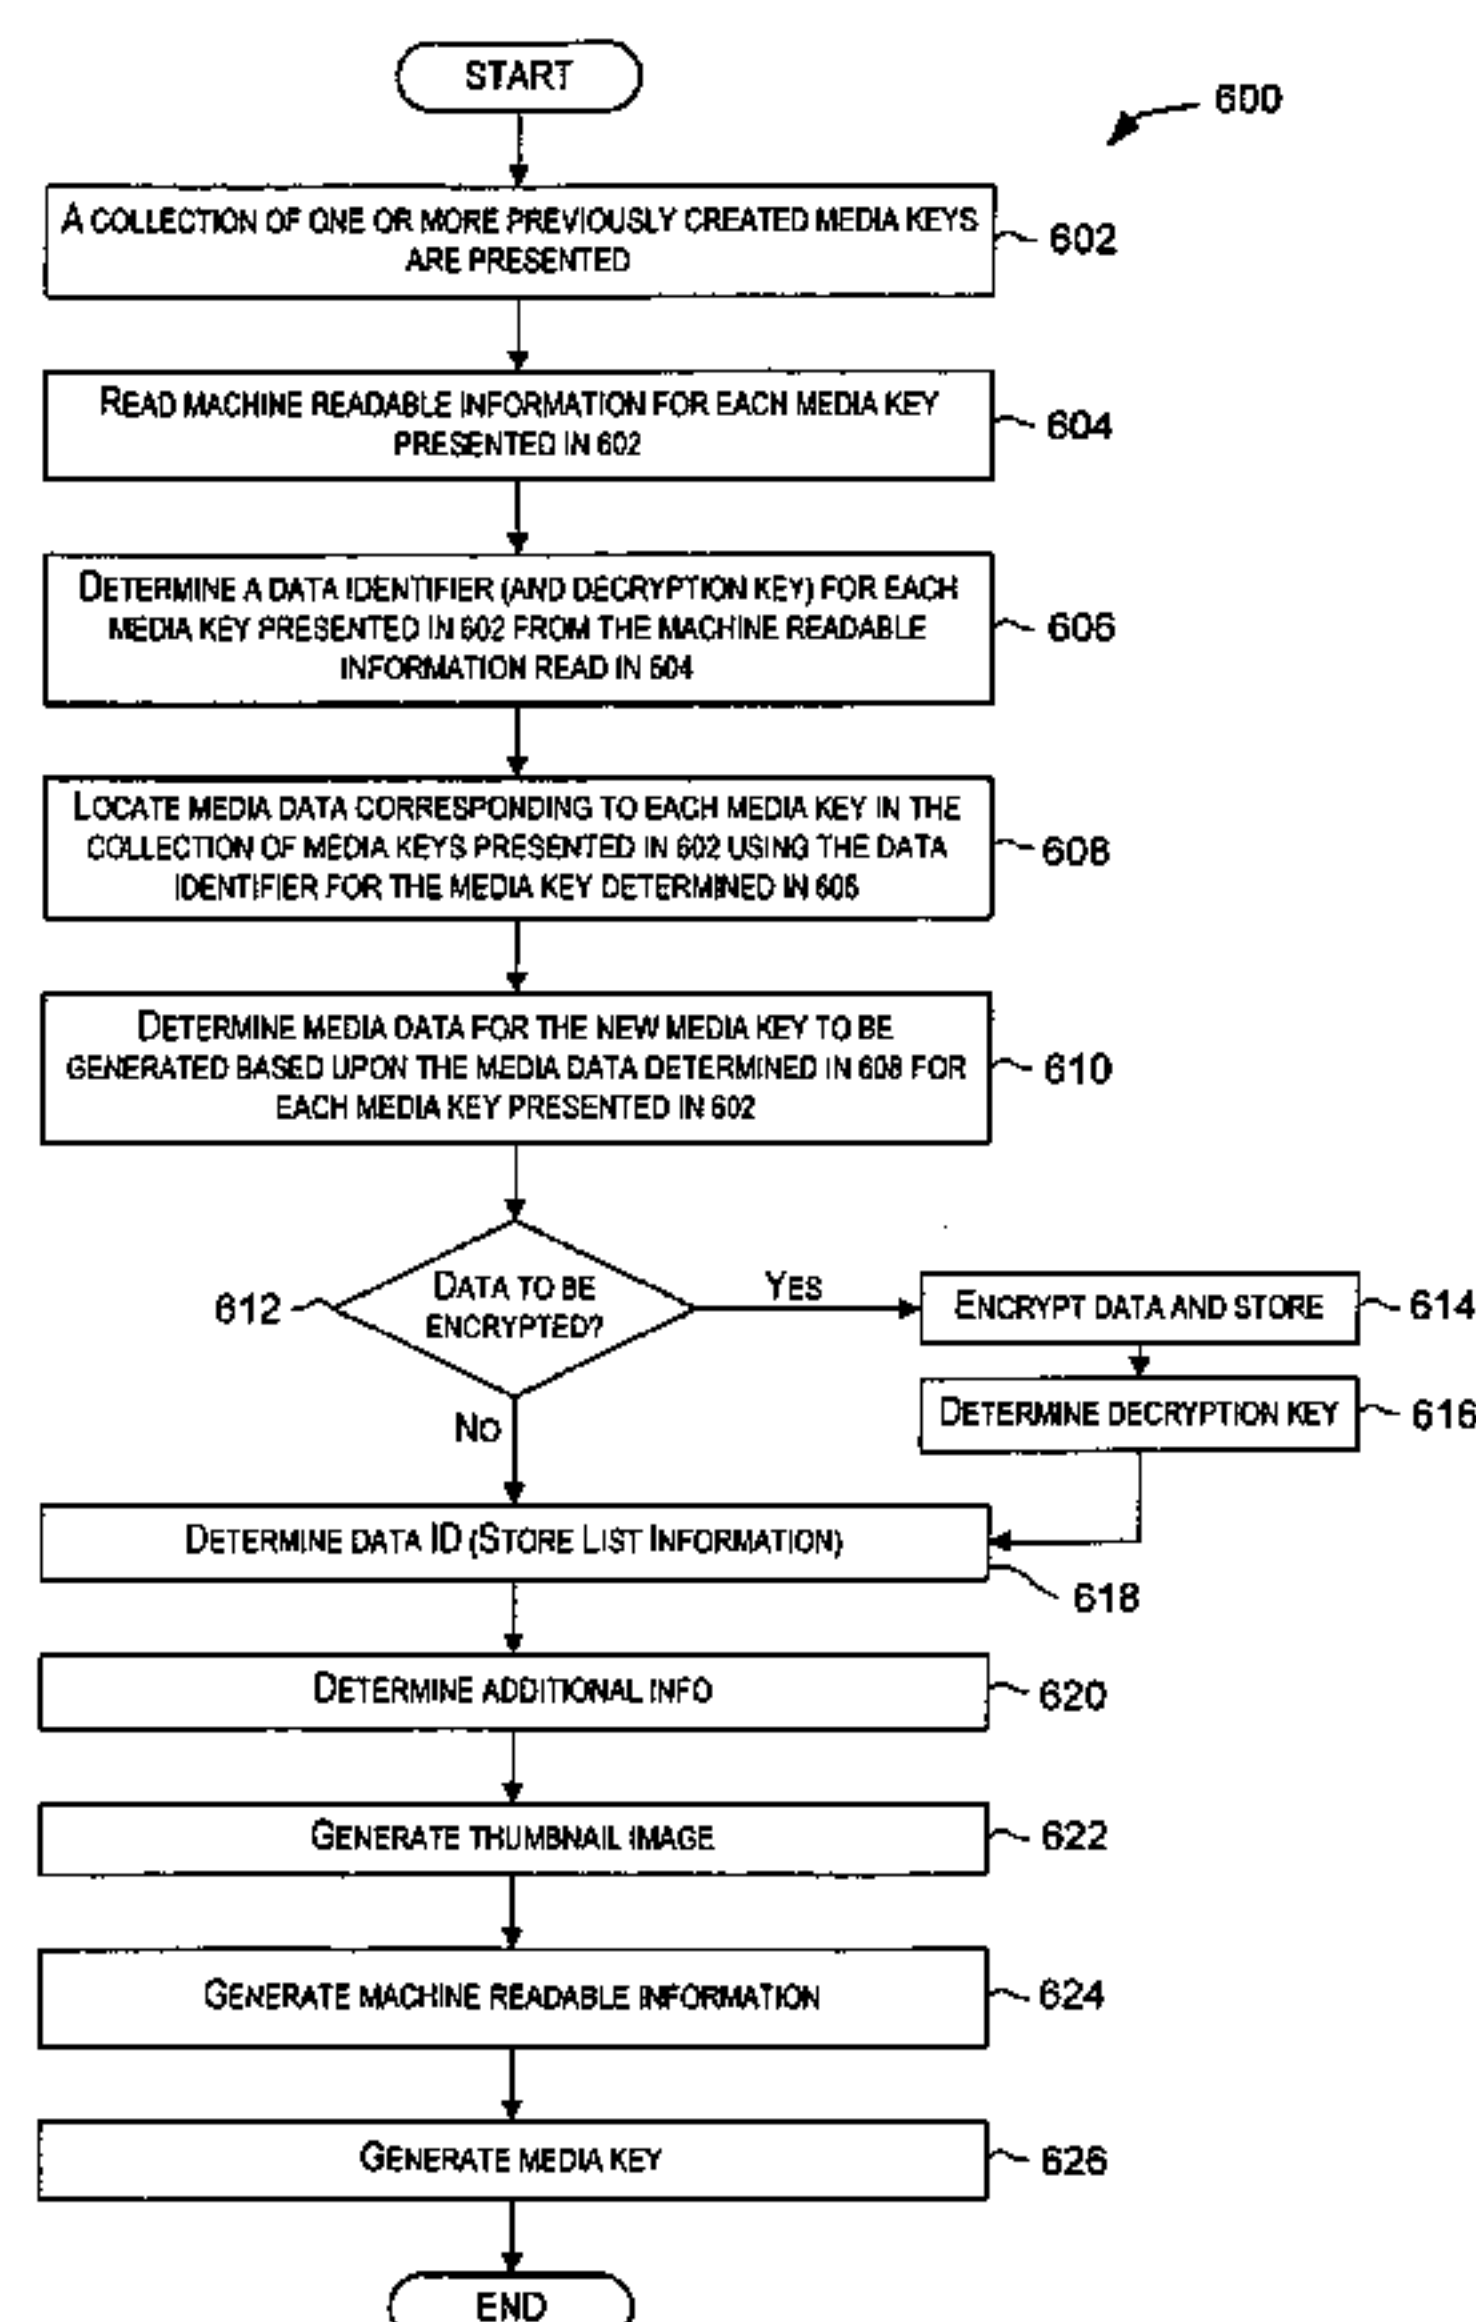 START
600
A COLLECTION OF ONE OR MORE PREVIOUSLY CREATED MEDIA KEYS
ARE PRESENTED
602
READ MACHINE READABLE INFORMATION FOR EACH MEDIA KEY
PRESENTED IN 602
604
DETERMINE A DATA IDENTIFIER (AND DECRYPTION KEY) FOR EACH
MEDIA KEY PRESENTED IN 602 FROM THE MACHINE READABLE
INFORMATION READ IN 604
606
LOCATE MEDIA DATA CORRESPONDING TO EACH MEDIA KEY IN THE
COLLECTION OF MEDIA KEYS PRESENTED IN 602 USING THE DATA
IDENTIFIER FOR THE MEDIA KEY DETERMINED IN 606
608
DETERMINE MEDIA DATA FOR THE NEW MEDIA KEY TO BE
GENERATED BASED UPON THE MEDIA DATA DETERMINED IN 608 FOR
EACH MEDIA KEY PRESENTED IN 602
610
612
DATA TO BE
ENCRYPTED?
YES
ENCRYPT DATA AND STORE
614
DETERMINE DECRYPTION KEY
616
NO
DETERMINE DATA ID (STORE LIST INFORMATION)
618
DETERMINE ADDITIONAL INFO
620
GENERATE THUMBNAIL IMAGE
622
GENERATE MACHINE READABLE INFORMATION
624
GENERATE MEDIA KEY
626
END